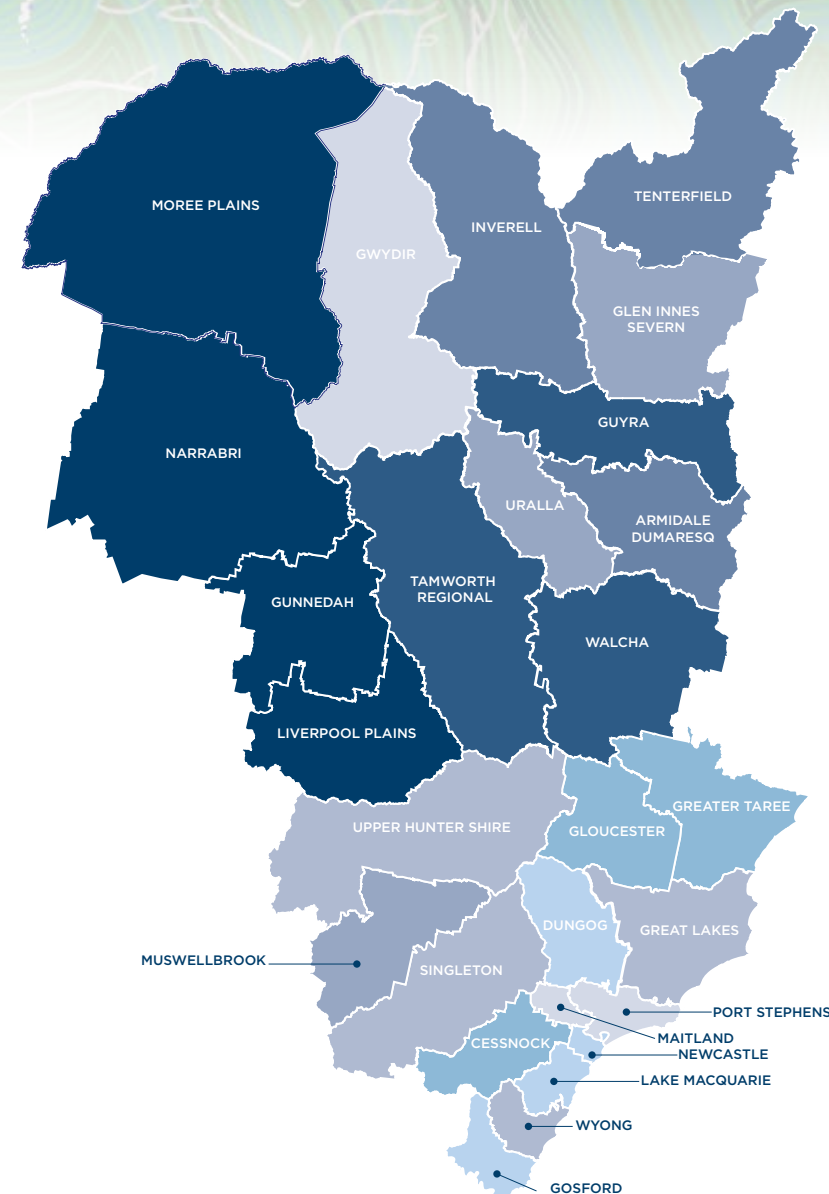 TENTERFIELD
MOREE PLAINS
INVERELL
GWYDIR
GLEN INNES
SEVERN
GUYRA
NARRABRI
URALLA
ARMIDALE
DUMARESQ
TAMWORTH
REGIONAL
GUNNEDAH
WALCHA
LIVERPOOL PLAINS
GREATER TAREE
UPPER HUNTER SHIRE
GLOUCESTER
DUNGOG
GREAT LAKES
MUSWELLBROOK
SINGLETON
PORT STEPHENS
MAITLAND
CESSNOCK
NEWCASTLE
LAKE MACQUARIE
WYONG
GOSFORD